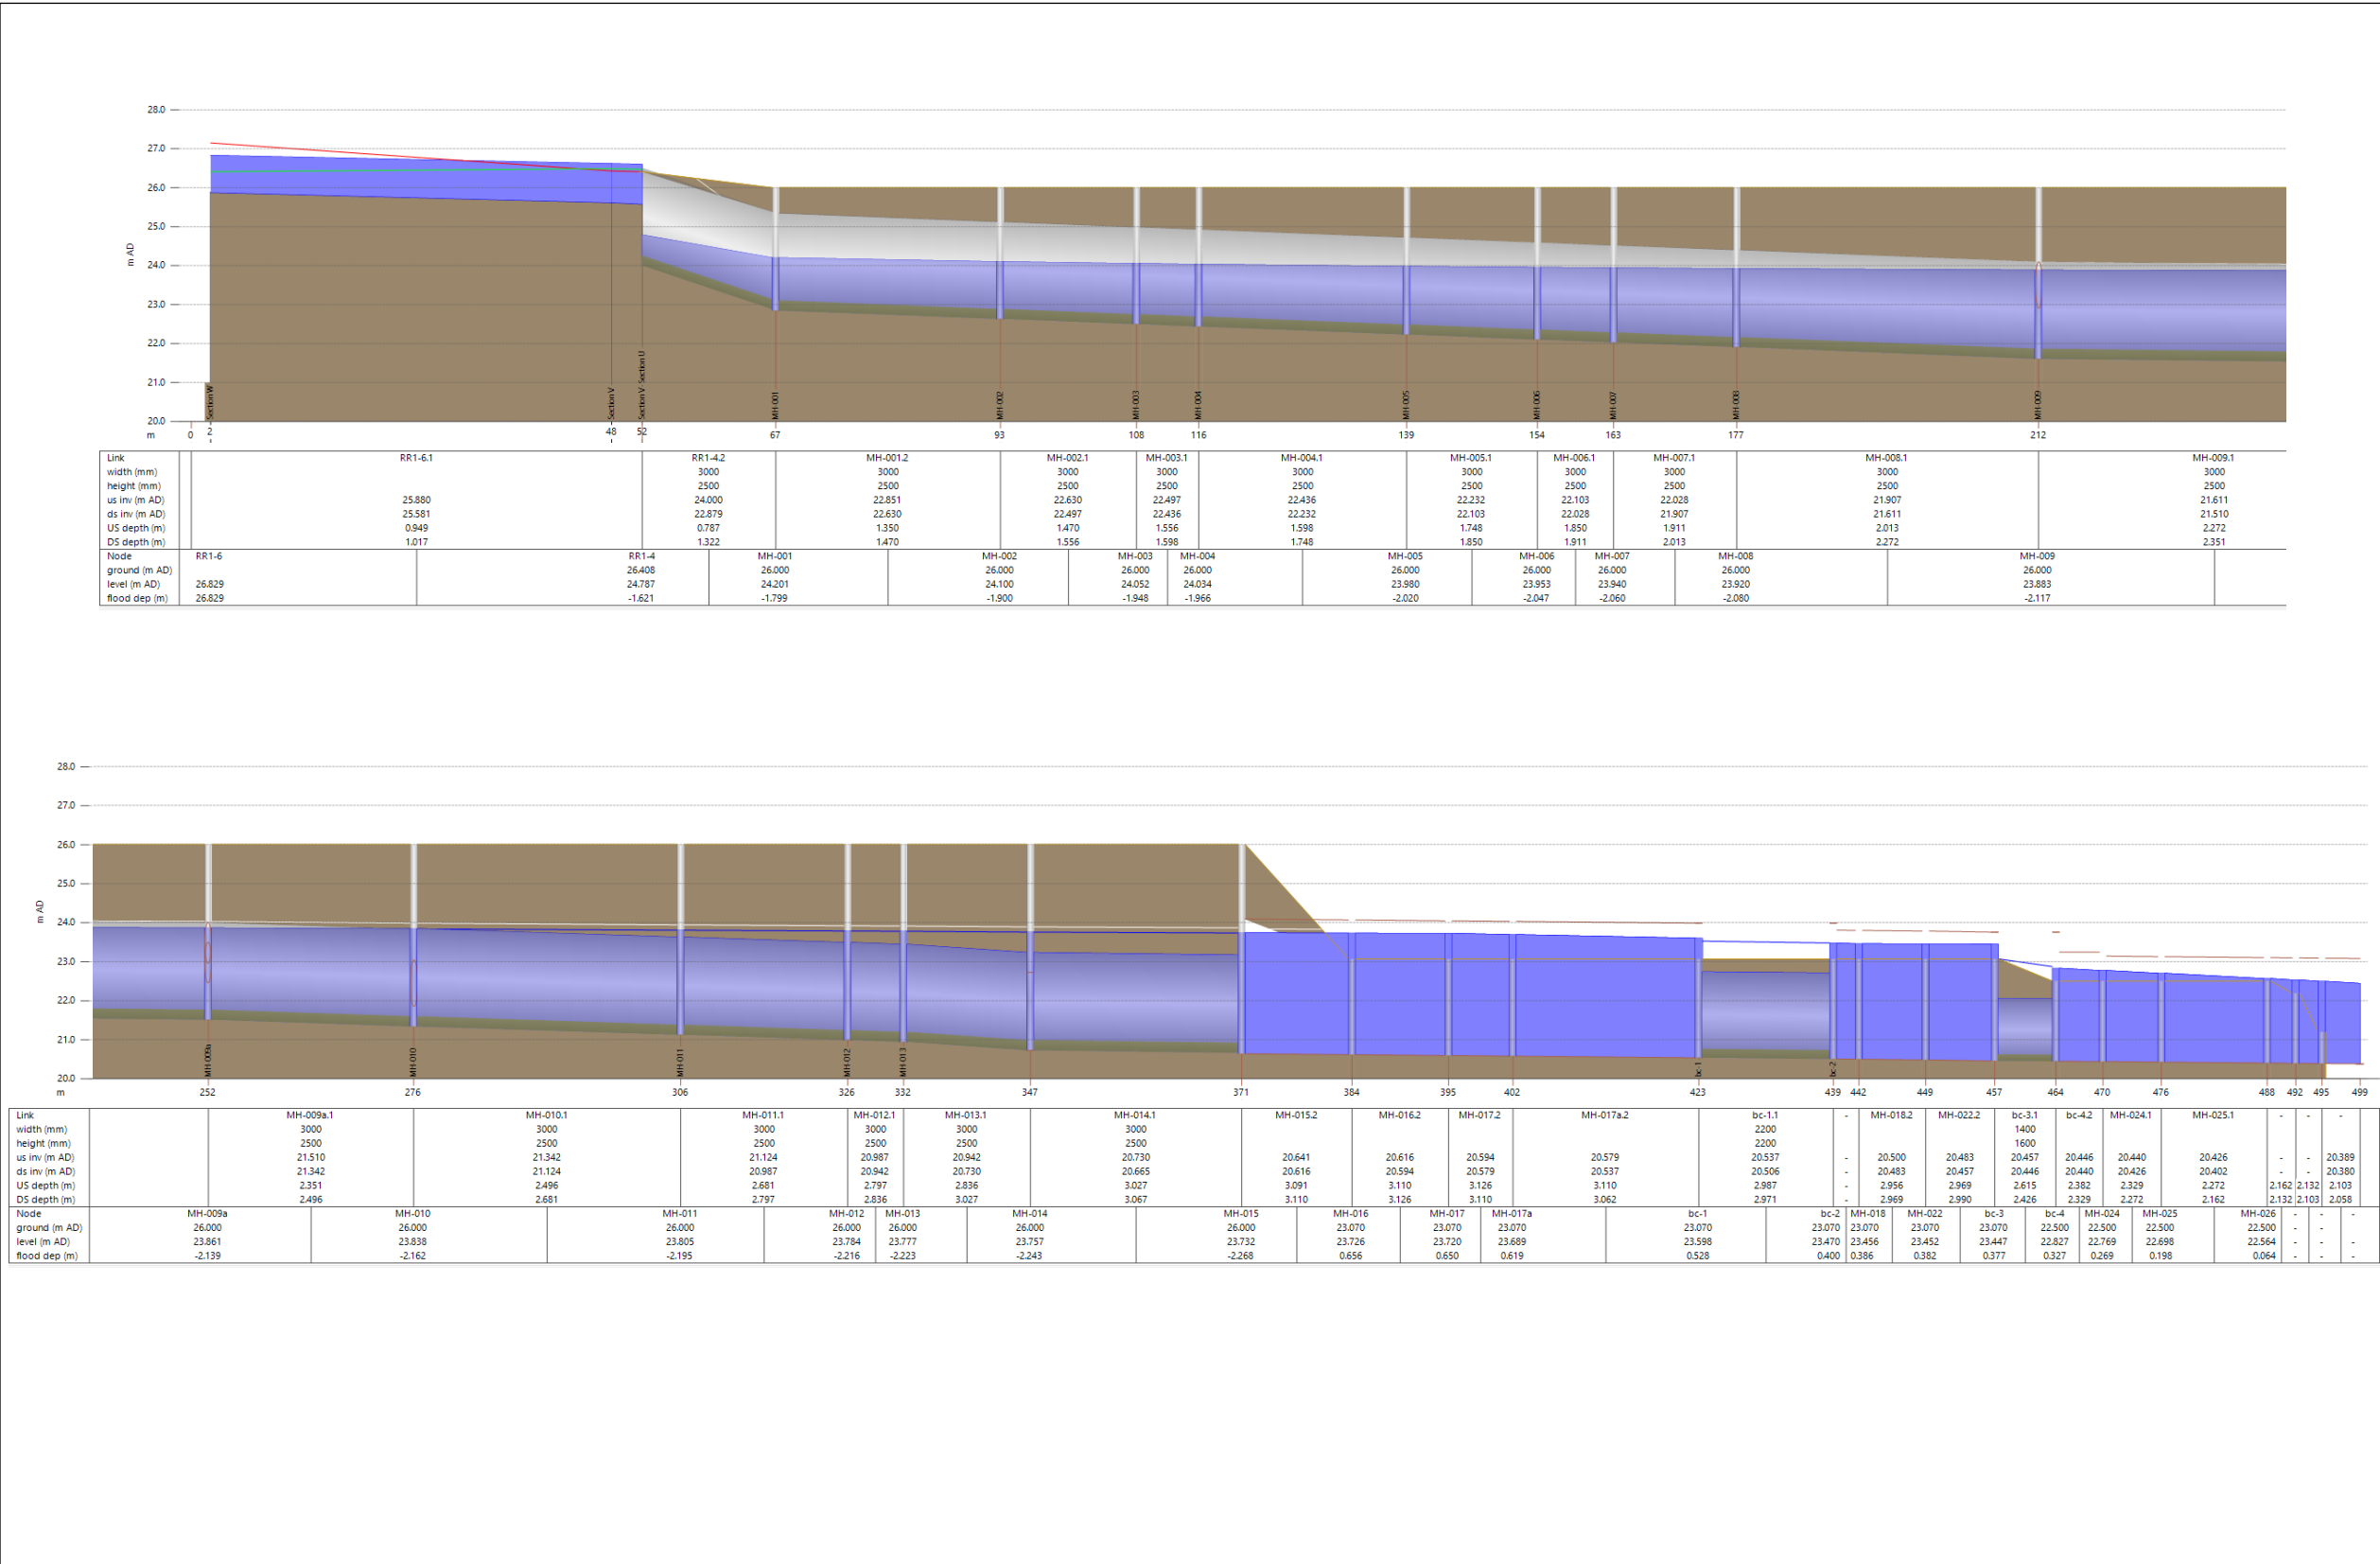 28.0
27.0
26.0
25.0
24.0
23.0
22.0
21.0
20.0
m AD
Section W
Section V
Section V Section U
MH-001
MH-002
MH-003
MH-004
MH-005
MH-006
MH-007
MH-008
MH-009
m 0 2 48 52 67 93 108 116 139 154 163 177 212
Link RR1-6.1 RR1-4.2 MH-001.2 MH-002.1 MH-003.1 MH-004.1 MH-005.1 MH-006.1 MH-007.1 MH-008.1 MH-009.1
width (mm) 3000 3000 3000 3000 3000 3000 3000 3000 3000 3000
height (mm) 2500 2500 2500 2500 2500 2500 2500 2500 2500 2500
us inv (m AD) 25.880 24.000 22.851 22.630 22.497 22.436 22.232 22.103 22.028 21.907 21.611
ds inv (m AD) 25.581 22.879 22.630 22.497 22.436 22.232 22.103 22.028 21.907 21.611 21.510
US depth (m) 0.949 0.787 1.350 1.470 1.556 1.598 1.748 1.850 1.911 2.013 2.272
DS depth (m) 1.017 1.322 1.470 1.556 1.598 1.748 1.850 1.911 2.013 2.272 2.351
Node RR1-6 RR1-4 MH-001 MH-002 MH-003 MH-004 MH-005 MH-006 MH-007 MH-008 MH-009
ground (m AD) 26.408 26.000 26.000 26.000 26.000 26.000 26.000 26.000 26.000 26.000
level (m AD) 26.829 24.787 24.201 24.100 24.052 24.034 23.980 23.953 23.940 23.920 23.883
flood dep (m) 26.829 -1.621 -1.799 -1.900 -1.948 -1.966 -2.020 -2.047 -2.060 -2.080 -2.117
28.0
27.0
26.0
25.0
24.0
23.0
22.0
21.0
20.0
m AD
MH-009a
MH-010
MH-011
MH-012
MH-013
bc-1
bc-2
m 252 276 306 326 332 347 371 384 395 402 423 439 442 449 457 464 470 476 488 492 495 499
Link MH-009a.1 MH-010.1 MH-011.1 MH-012.1 MH-013.1 MH-014.1 MH-015.2 MH-016.2 MH-017.2 MH-017a.2 bc-1.1 - MH-018.2 MH-022.2 bc-3.1 bc-4.2 MH-024.1 MH-025.1 - - -
width (mm) 3000 3000 3000 3000 3000 3000 2200 1400
height (mm) 2500 2500 2500 2500 2500 2500 2200 1600
us inv (m AD) 21.510 21.342 21.124 20.987 20.942 20.730 20.641 20.616 20.594 20.579 20.537 - 20.500 20.483 20.457 20.446 20.440 20.426 - - 20.389
ds inv (m AD) 21.342 21.124 20.987 20.942 20.730 20.665 20.616 20.594 20.579 20.537 20.506 - 20.483 20.457 20.446 20.440 20.426 20.402 - - 20.380
US depth (m) 2.351 2.496 2.681 2.797 2.836 3.027 3.091 3.110 3.126 3.110 2.987 - 2.956 2.969 2.615 2.382 2.329 2.272 2.162 2.132 2.103
DS depth (m) 2.496 2.681 2.797 2.836 3.027 3.067 3.110 3.126 3.110 3.062 2.971 - 2.969 2.990 2.426 2.329 2.272 2.162 2.132 2.103 2.058
Node MH-009a MH-010 MH-011 MH-012 MH-013 MH-014 MH-015 MH-016 MH-017 MH-017a bc-1 bc-2 MH-018 MH-022 bc-3 bc-4 MH-024 MH-025 MH-026 - - -
ground (m AD) 26.000 26.000 26.000 26.000 26.000 26.000 26.000 23.070 23.070 23.070 23.070 23.070 23.070 23.070 23.070 22.500 22.500 22.500 22.500 - - -
level (m AD) 23.861 23.838 23.805 23.784 23.777 23.757 23.732 23.726 23.720 23.689 23.598 23.470 23.456 23.452 23.447 22.827 22.769 22.698 22.564 - - -
flood dep (m) -2.139 -2.162 -2.195 -2.216 -2.223 -2.243 -2.268 0.656 0.650 0.619 0.528 0.400 0.386 0.382 0.377 0.327 0.269 0.198 0.064 - - -